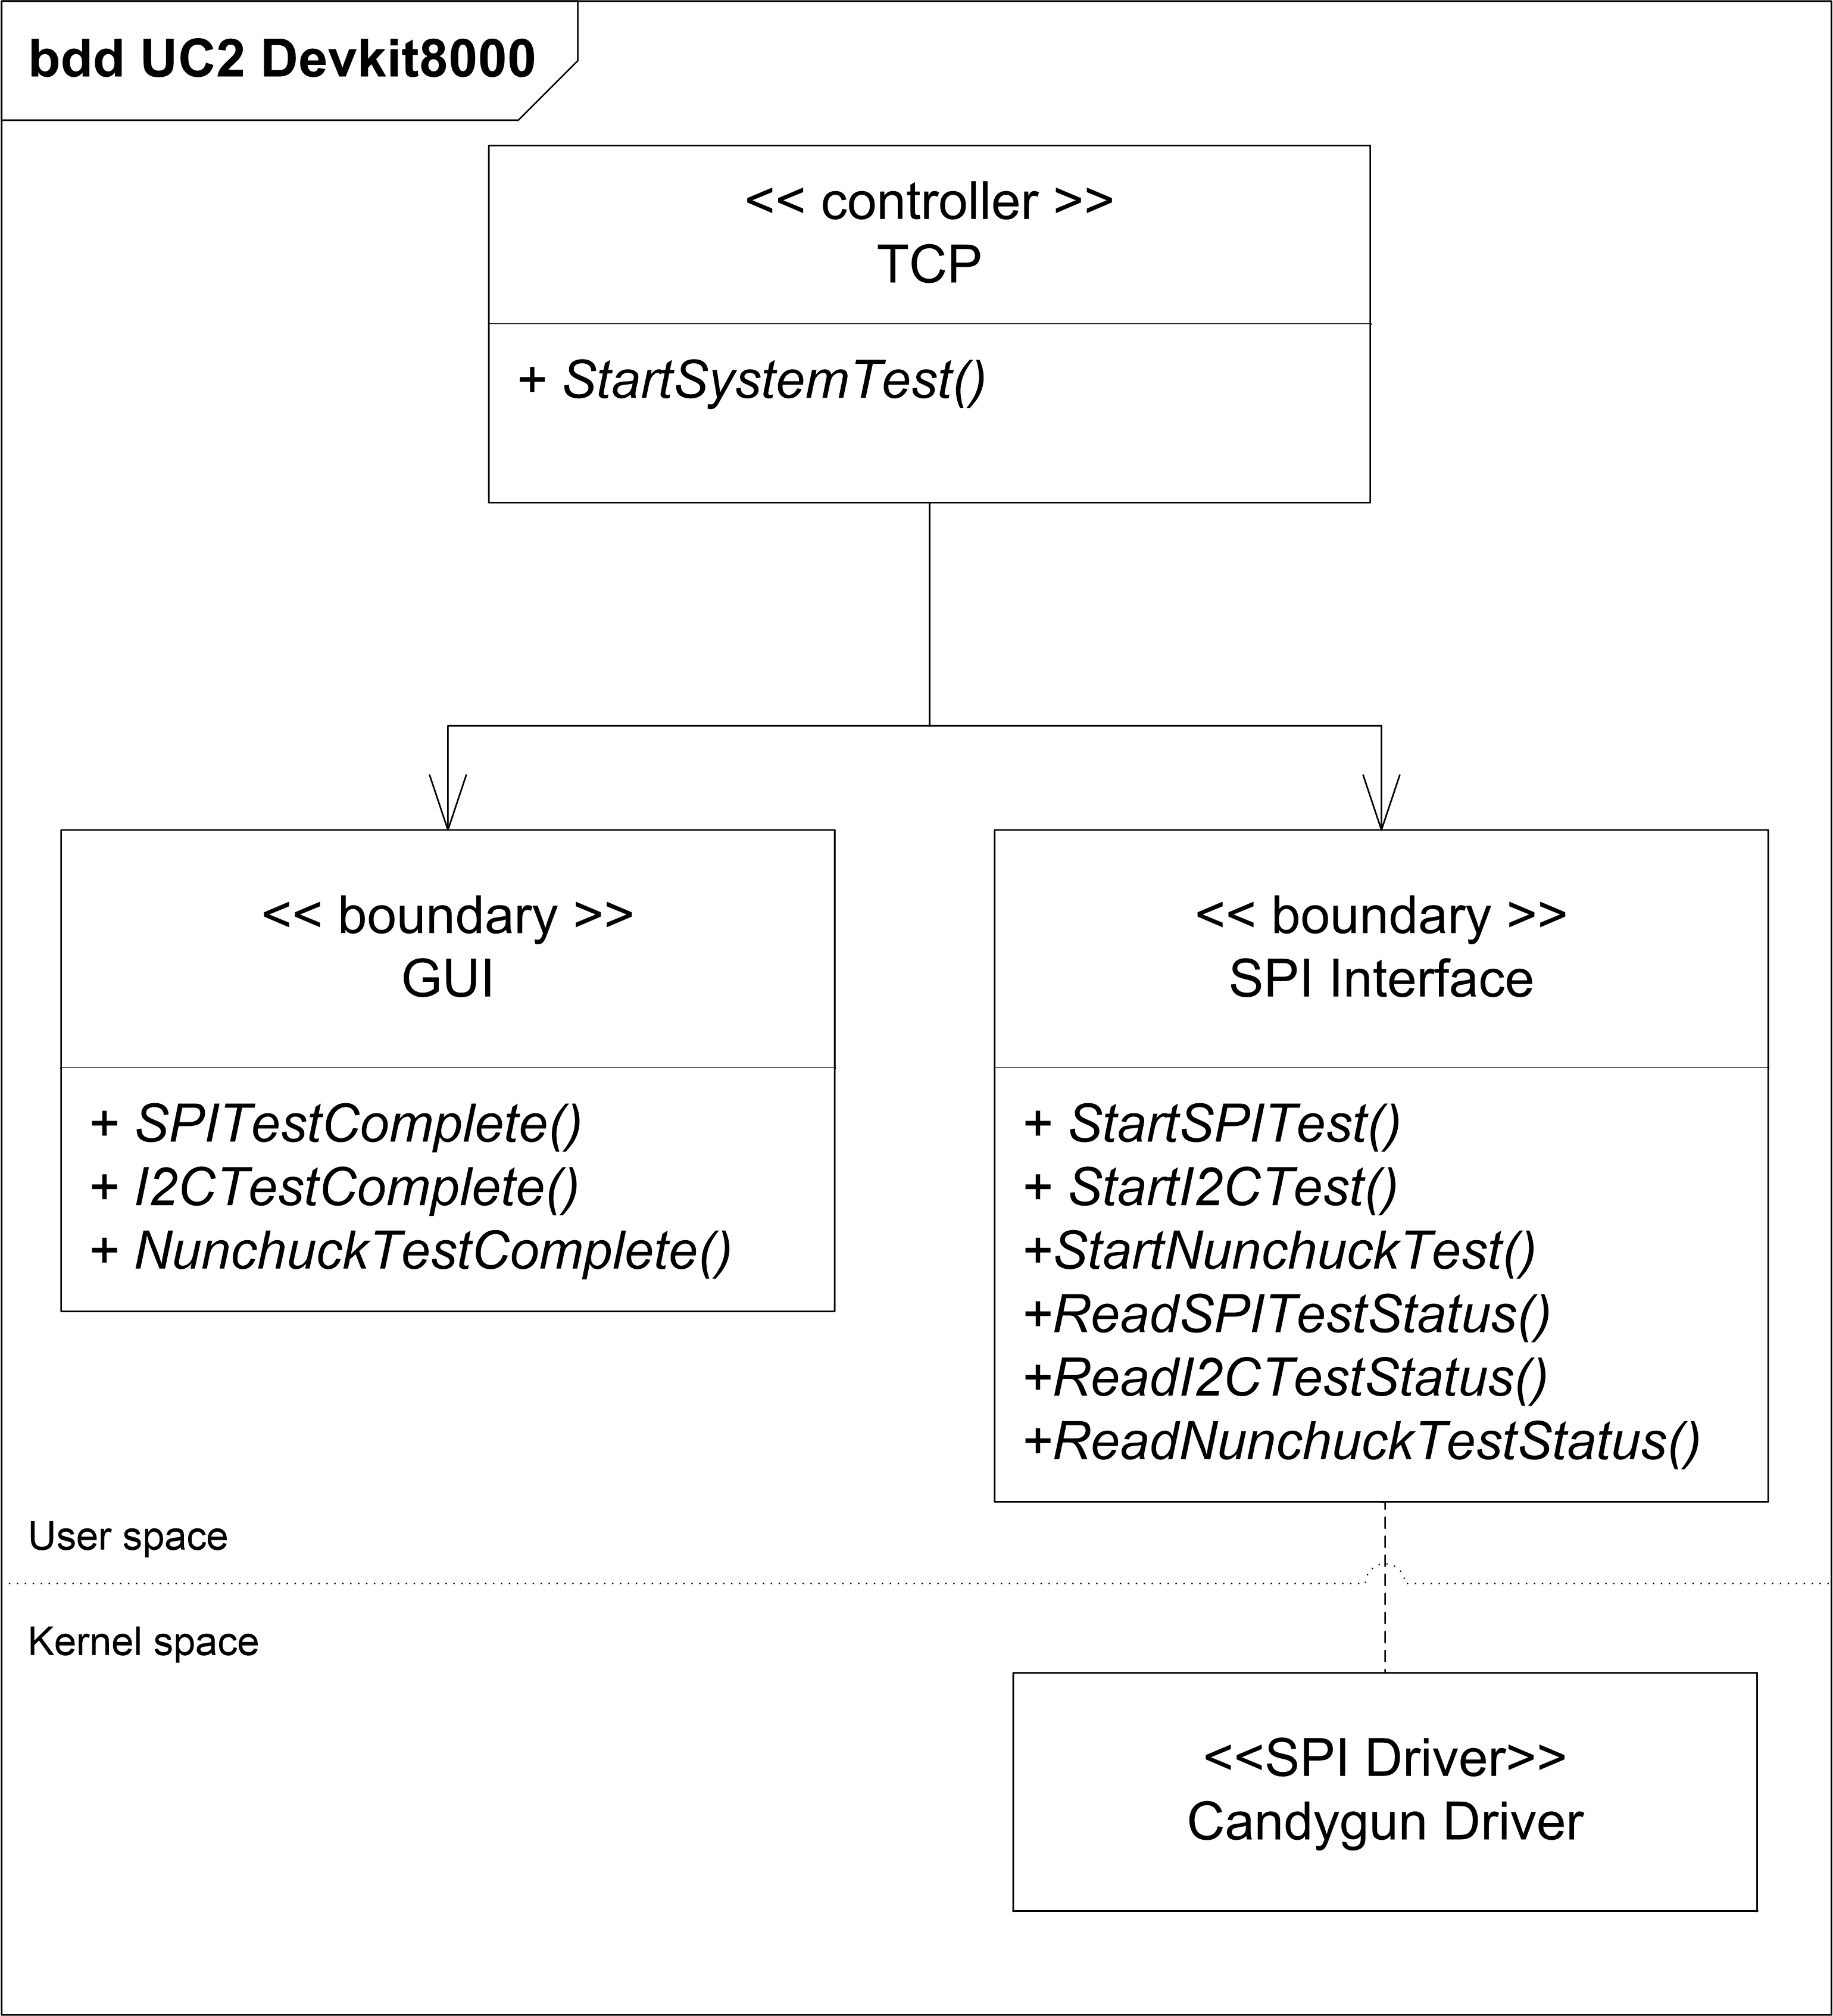 bdd UC2 Devkit8000
<< controller >>
TCP
+ StartSystemTest()
<< boundary >>
GUI
+ SPITestComplete()
+ I2CTestComplete()
+ NunchuckTestComplete()
<< boundary >>
SPI Interface
+ StartSPITest()
+ StartI2CTest()
+StartNunchuckTest()
+ReadSPITestStatus()
+ReadI2CTestStatus()
+ReadNunchuckTestStatus()
User space
Kernel space
<<SPI Driver>>
Candygun Driver